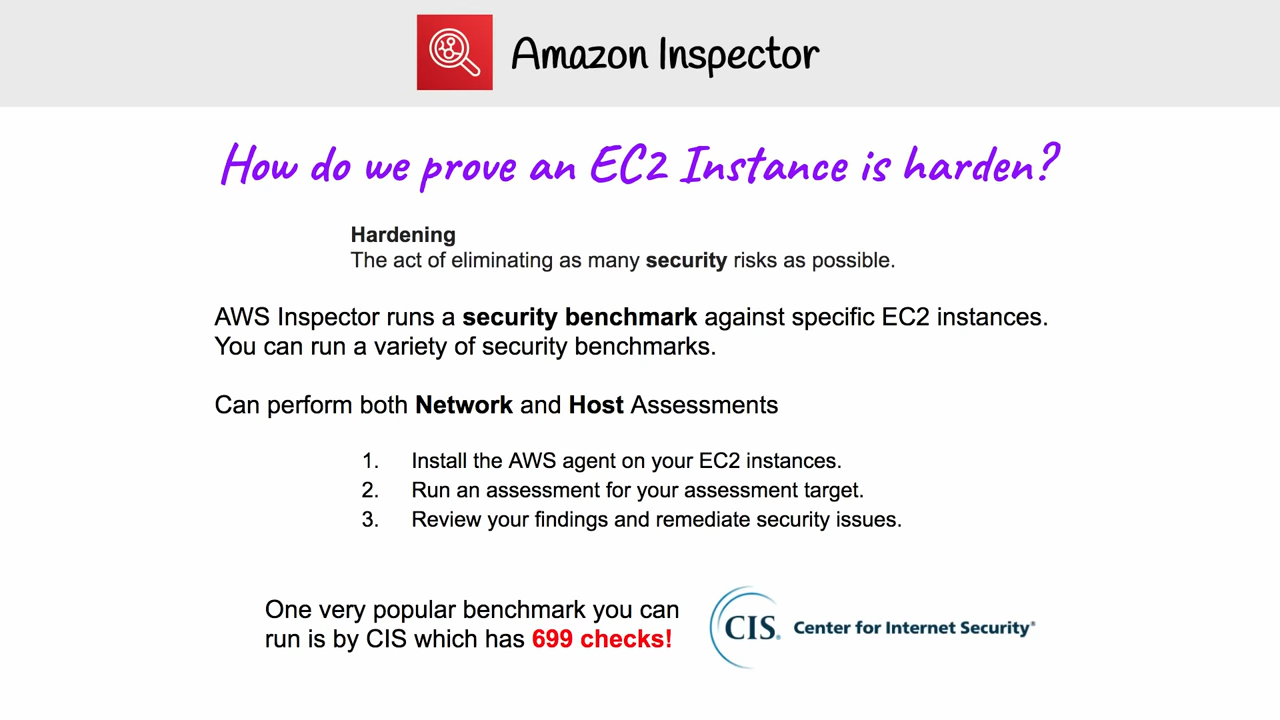 Amazon Inspector
How do we prove an EC2 Instance is harden?
Hardening
The act of eliminating as many security risks as possible.
AWS Inspector runs a security benchmark against specific EC2 instances.
You can run a variety of security benchmarks.
Can perform both Network and Host Assessments
1. Install the AWS agent on your EC2 instances.
2. Run an assessment for your assessment target.
3. Review your findings and remediate security issues.
One very popular benchmark you can
run is by CIS which has 699 checks!
CIS. Center for Internet Security®